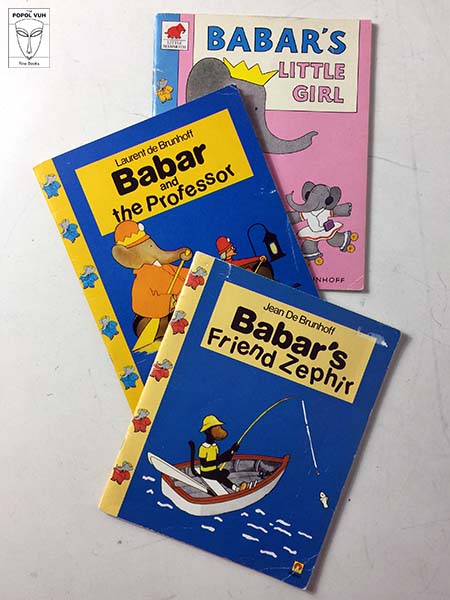 THE
POPOL VUH
Fine Books
LITTLE
MAMMOTH
BABAR'S
LITTLE
GIRL
UNHOFF
Laurent de Brunhoff
Babar
and
the Professor
Jean De Brunhoff
Babar's
Friend Zephir